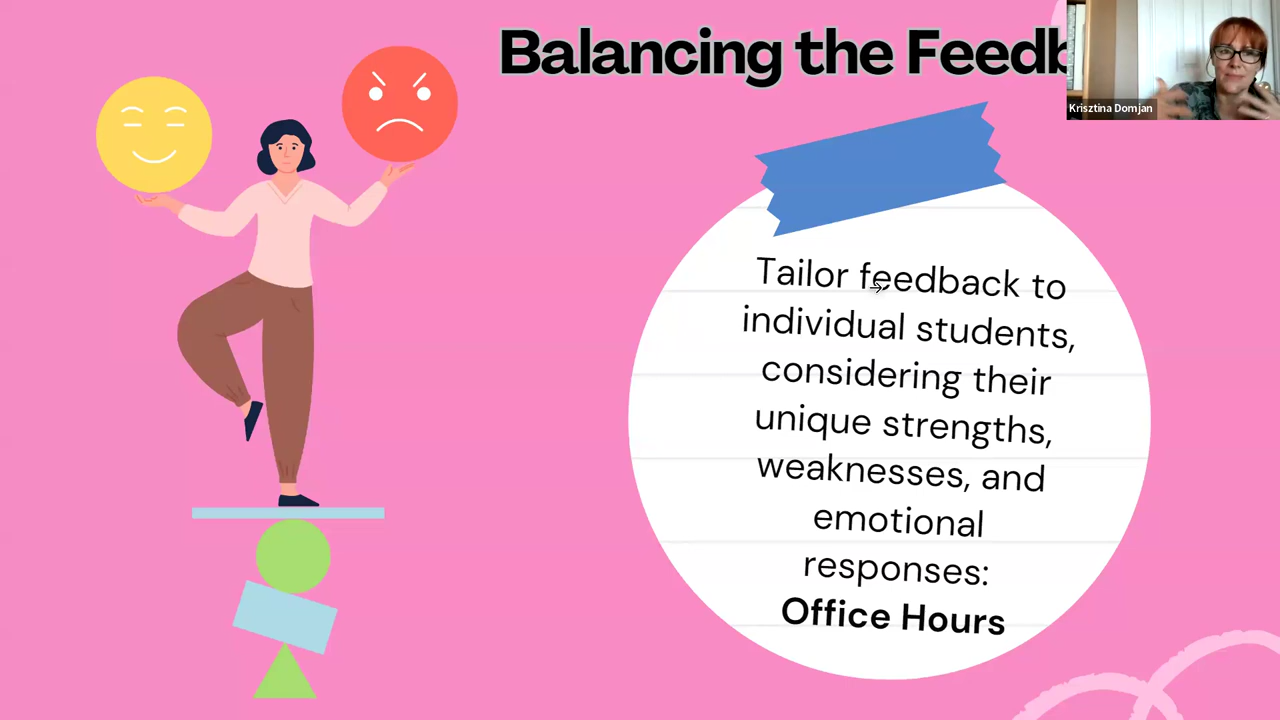 Balancing the Feedb
Krisztina Domjan
Tailor feedback to
individual students,
considering their
unique strengths,
weaknesses, and
emotional
responses:
Office Hours